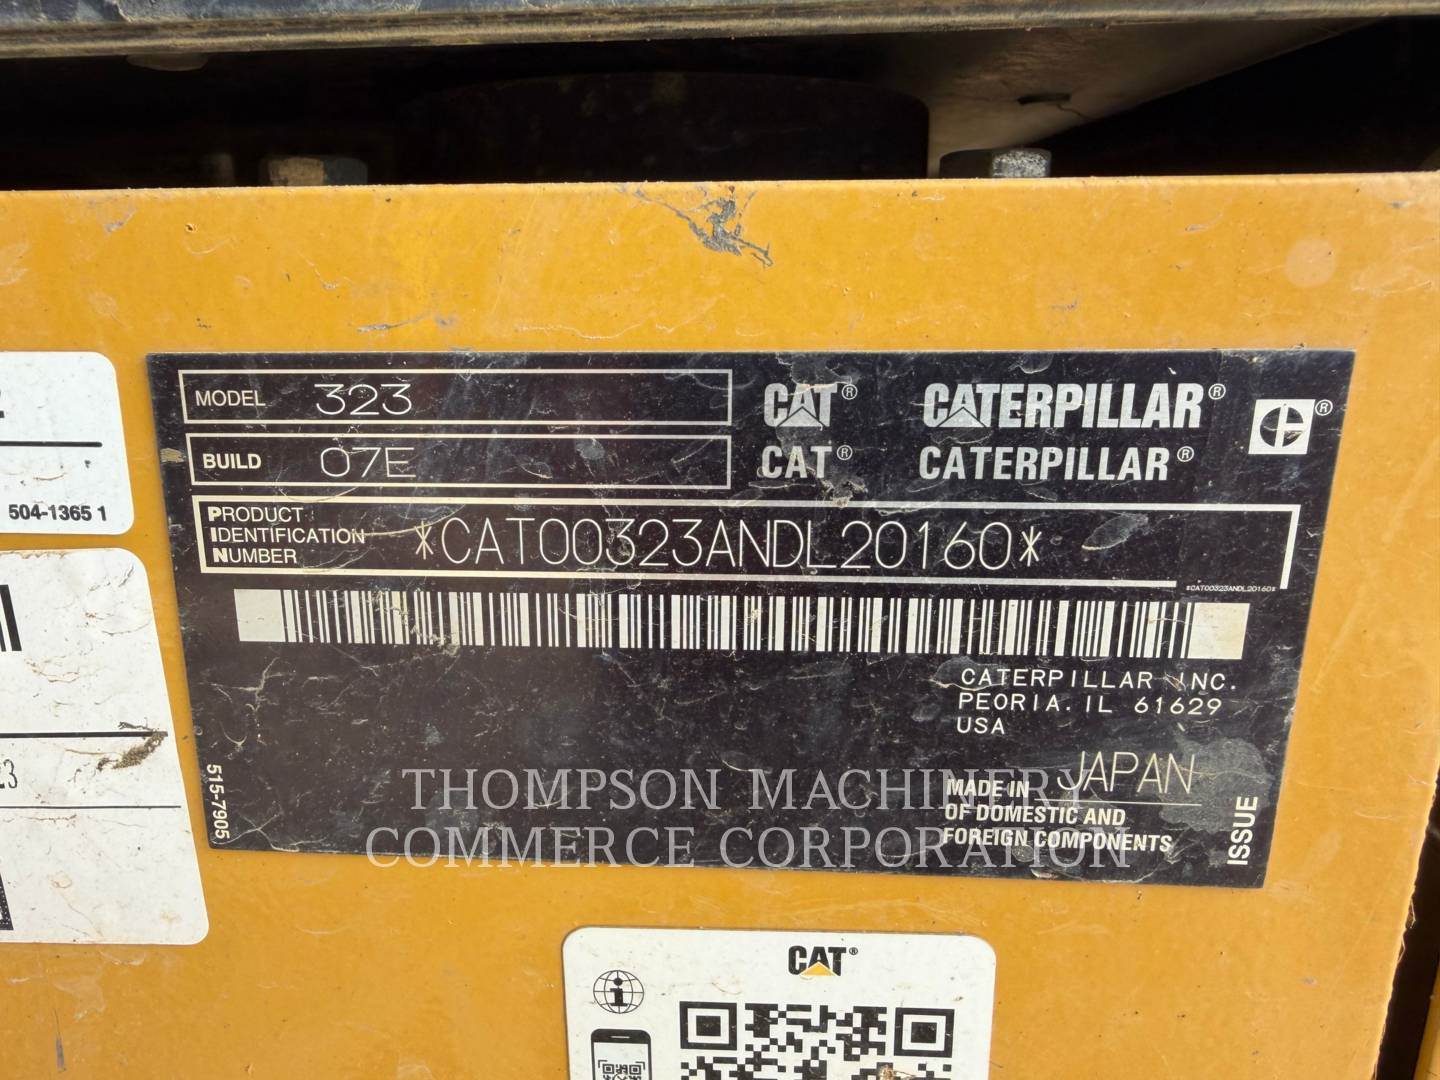 MODEL 323
BUILD 07E
CAT® CATERPILLAR®
CAT® CATERPILLAR®
PRODUCT
IDENTIFICATION
NUMBER
*CAT00323ANDL20160*
*CAT00323ANDL20160*
CATERPILLAR INC.
PEORIA, IL 61629
USA
MADE IN JAPAN
OF DOMESTIC AND
FOREIGN COMPONENTS
ISSUE
515-7905
504-1365 1
THOMPSON MACHINERY
COMMERCE CORPORATION
CAT®